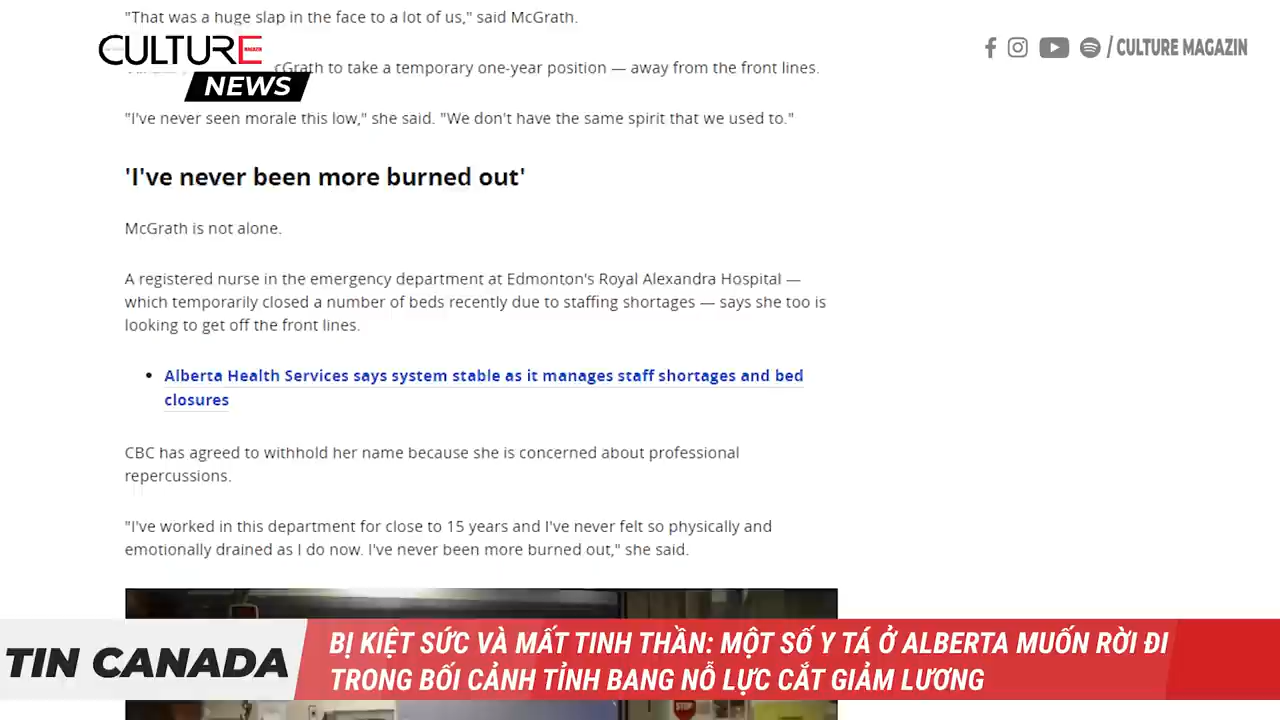 "That was a huge slap in the face to a lot of us," said McGrath.
CULTURE
/ CULTURE MAGAZIN
cGrath to take a temporary one-year position — away from the front lines.
NEWS
"I've never seen morale this low," she said. "We don't have the same spirit that we used to."
'I've never been more burned out'
McGrath is not alone.
A registered nurse in the emergency department at Edmonton's Royal Alexandra Hospital —
which temporarily closed a number of beds recently due to staffing shortages — says she too is
looking to get off the front lines.
• Alberta Health Services says system stable as it manages staff shortages and bed
closures
CBC has agreed to withhold her name because she is concerned about professional
repercussions.
"I've worked in this department for close to 15 years and I've never felt so physically and
emotionally drained as I do now. I've never been more burned out," she said.
TIN CANADA
BỊ KIỆT SỨC VÀ MẤT TINH THẦN: MỘT SỐ Y TÁ Ở ALBERTA MUỐN RỜI ĐI
TRONG BỐI CẢNH TỈNH BANG NỖ LỰC CẮT GIẢM LƯƠNG
STOP